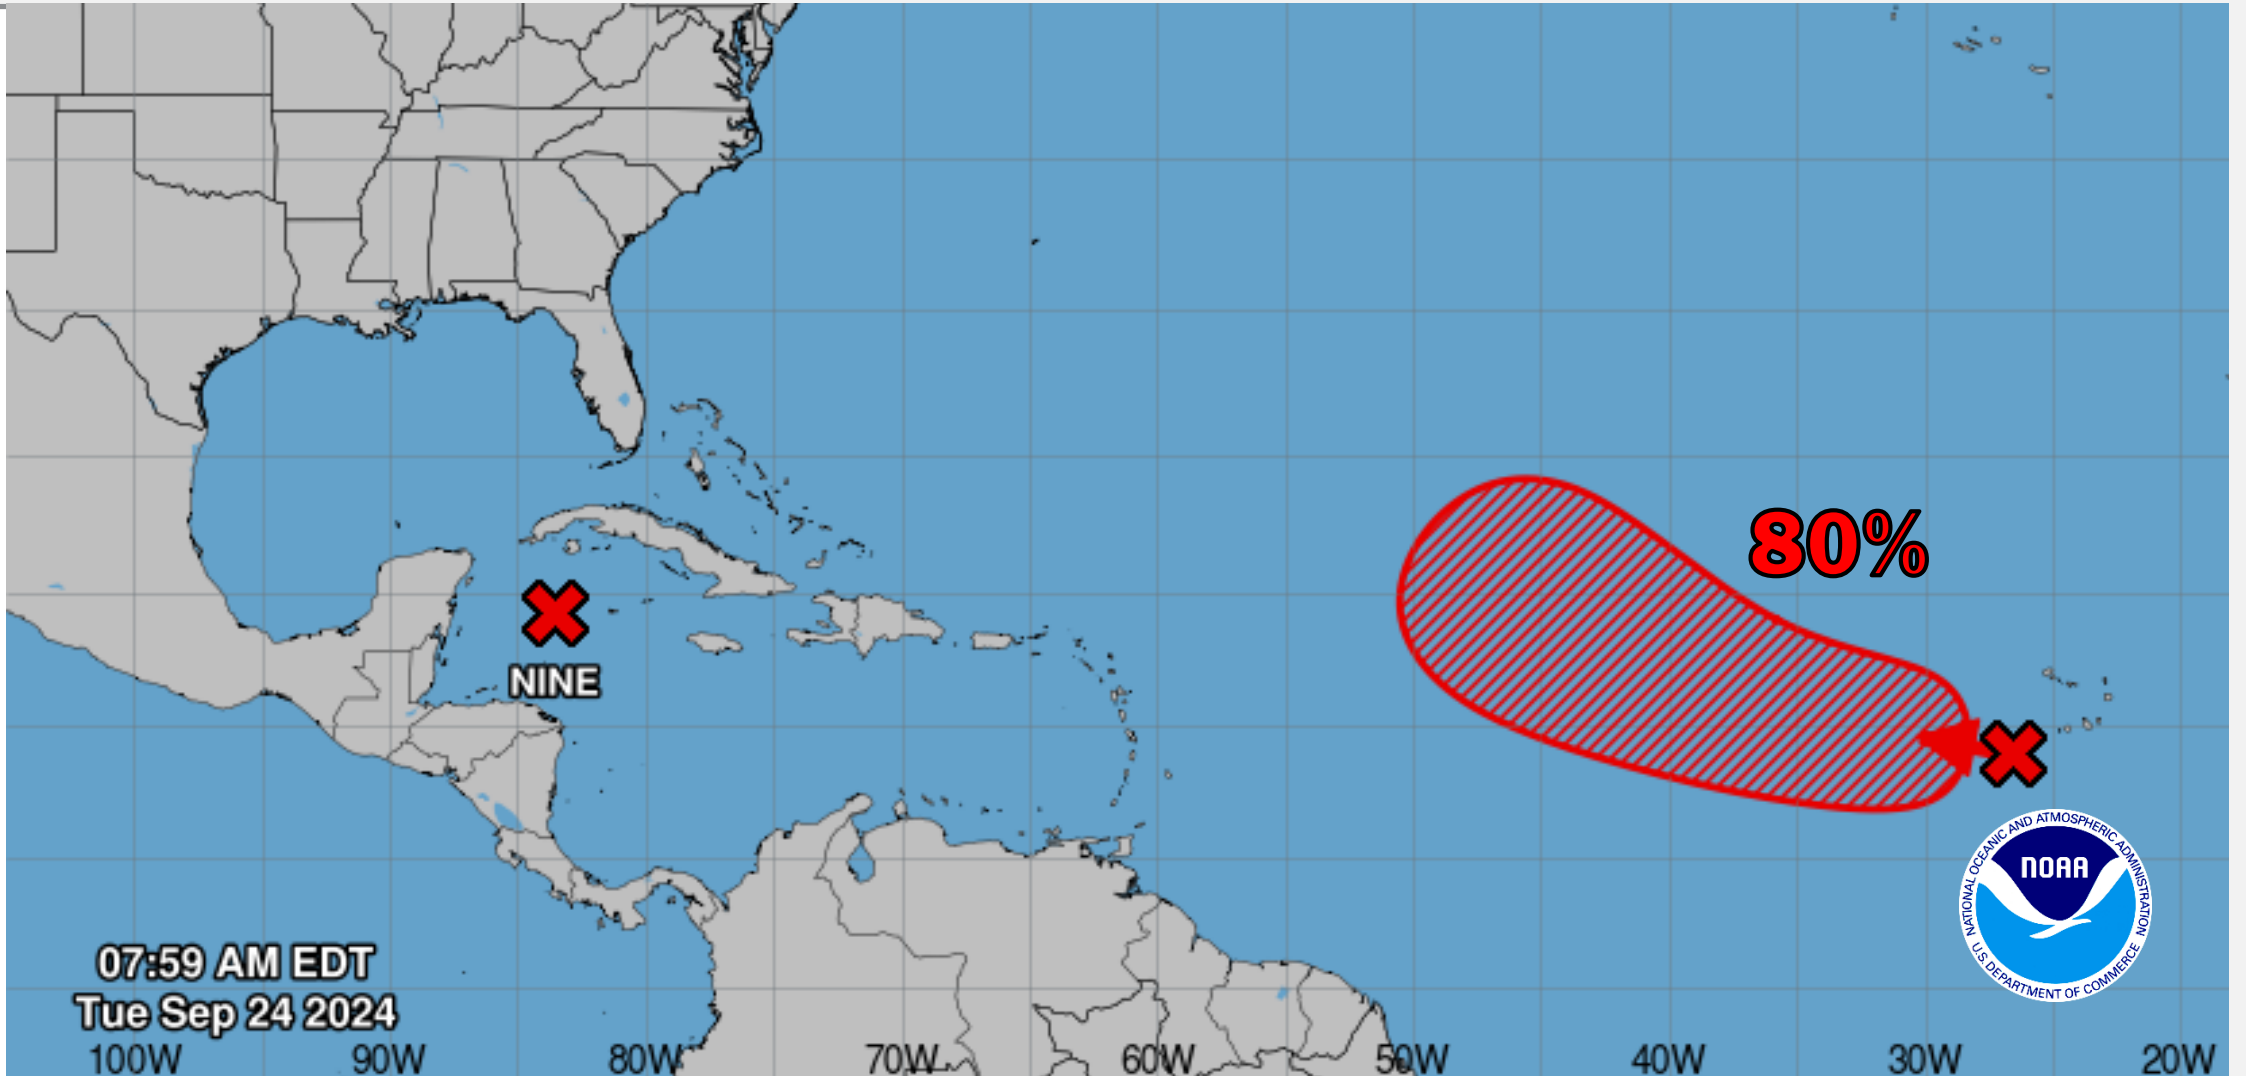 80%
NINE
NOAA
NATIONAL OCEANIC AND ATMOSPHERIC ADMINISTRATION
U.S. DEPARTMENT OF COMMERCE
07:59 AM EDT
Tue Sep 24 2024
100W 90W 80W 70W 60W 50W 40W 30W 20W